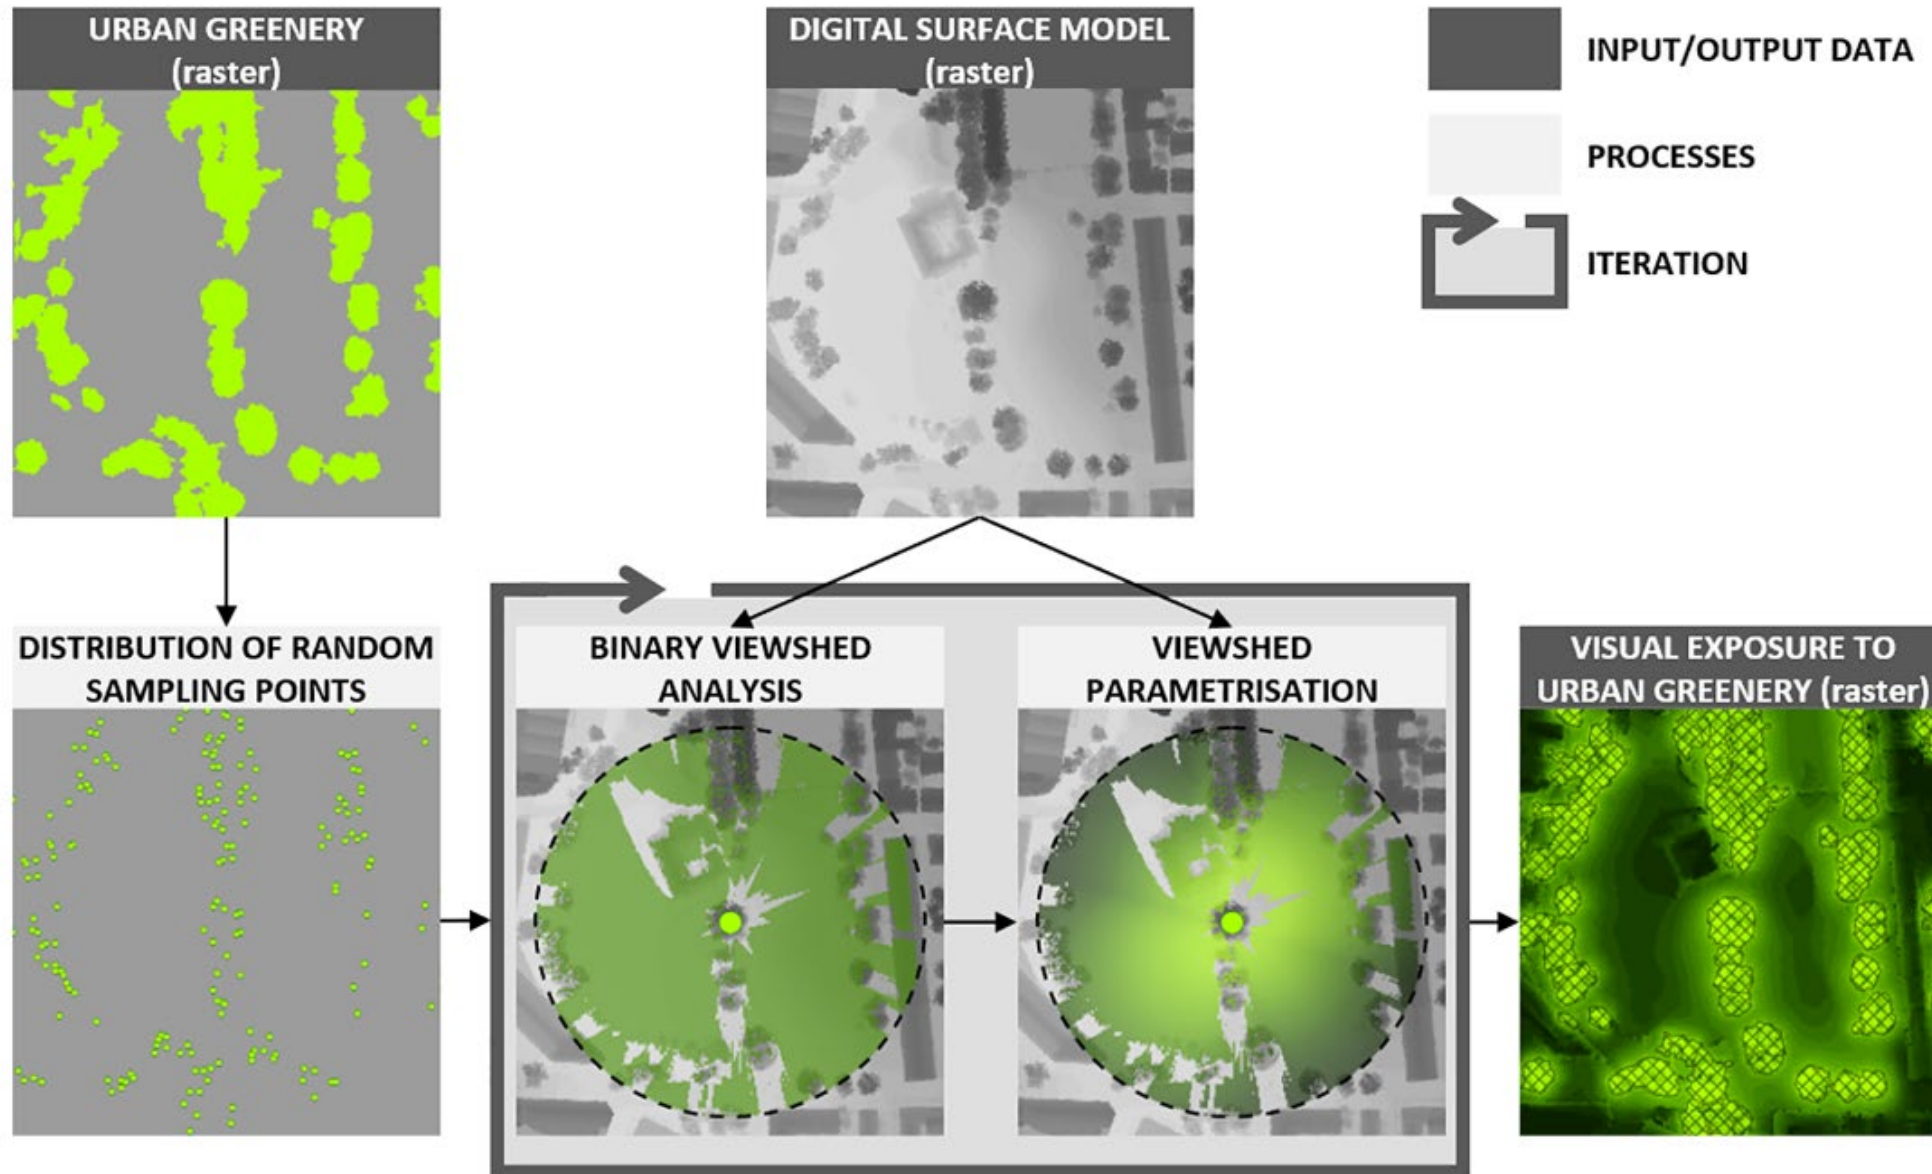 URBAN GREENERY
(raster)
DIGITAL SURFACE MODEL
(raster)
INPUT/OUTPUT DATA
PROCESSES
ITERATION
DISTRIBUTION OF RANDOM
SAMPLING POINTS
BINARY VIEWSHED
ANALYSIS
VIEWSHED
PARAMETRISATION
VISUAL EXPOSURE TO
URBAN GREENERY (raster)